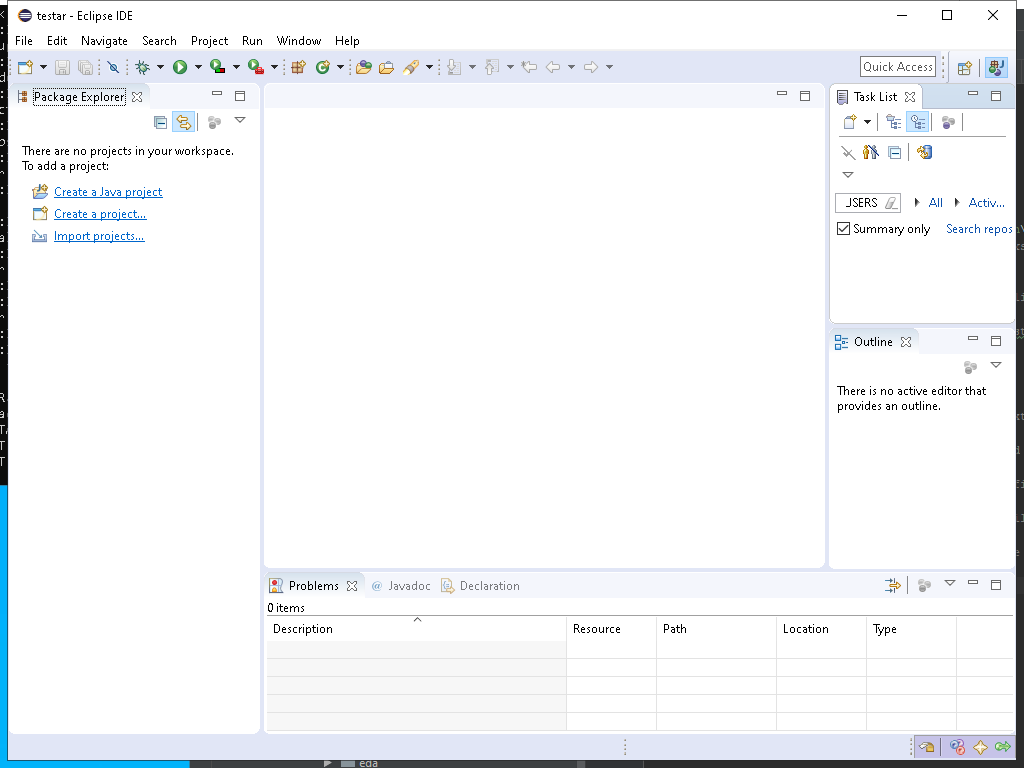 testar - Eclipse IDE
File Edit Navigate Search Project Run Window Help
Quick Access
Package Explorer
There are no projects in your workspace.
To add a project:
Create a Java project
Create a project...
Import projects...
Task List
JSERS All Activ...
Summary only Search repos
Outline
There is no active editor that
provides an outline.
Problems @ Javadoc Declaration
0 items
Description Resource Path Location Type
eda